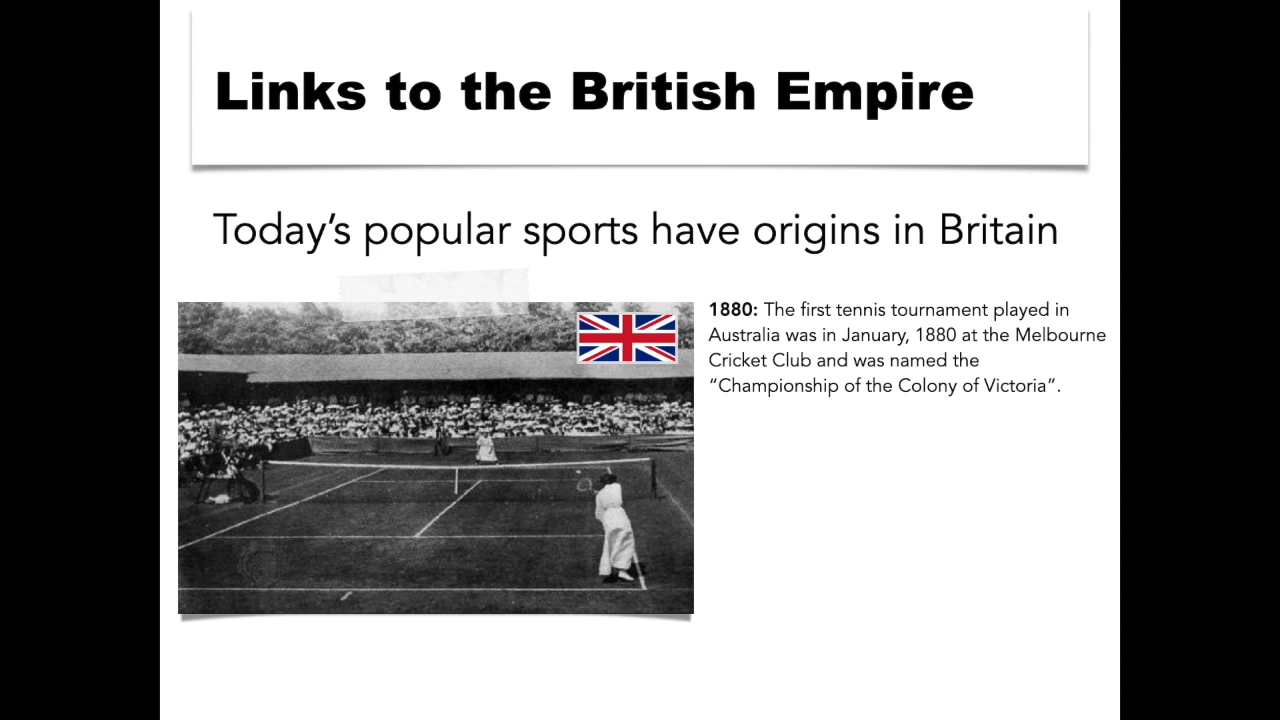 Links to the British Empire
Today’s popular sports have origins in Britain
1880: The first tennis tournament played in
Australia was in January, 1880 at the Melbourne
Cricket Club and was named the
“Championship of the Colony of Victoria”.